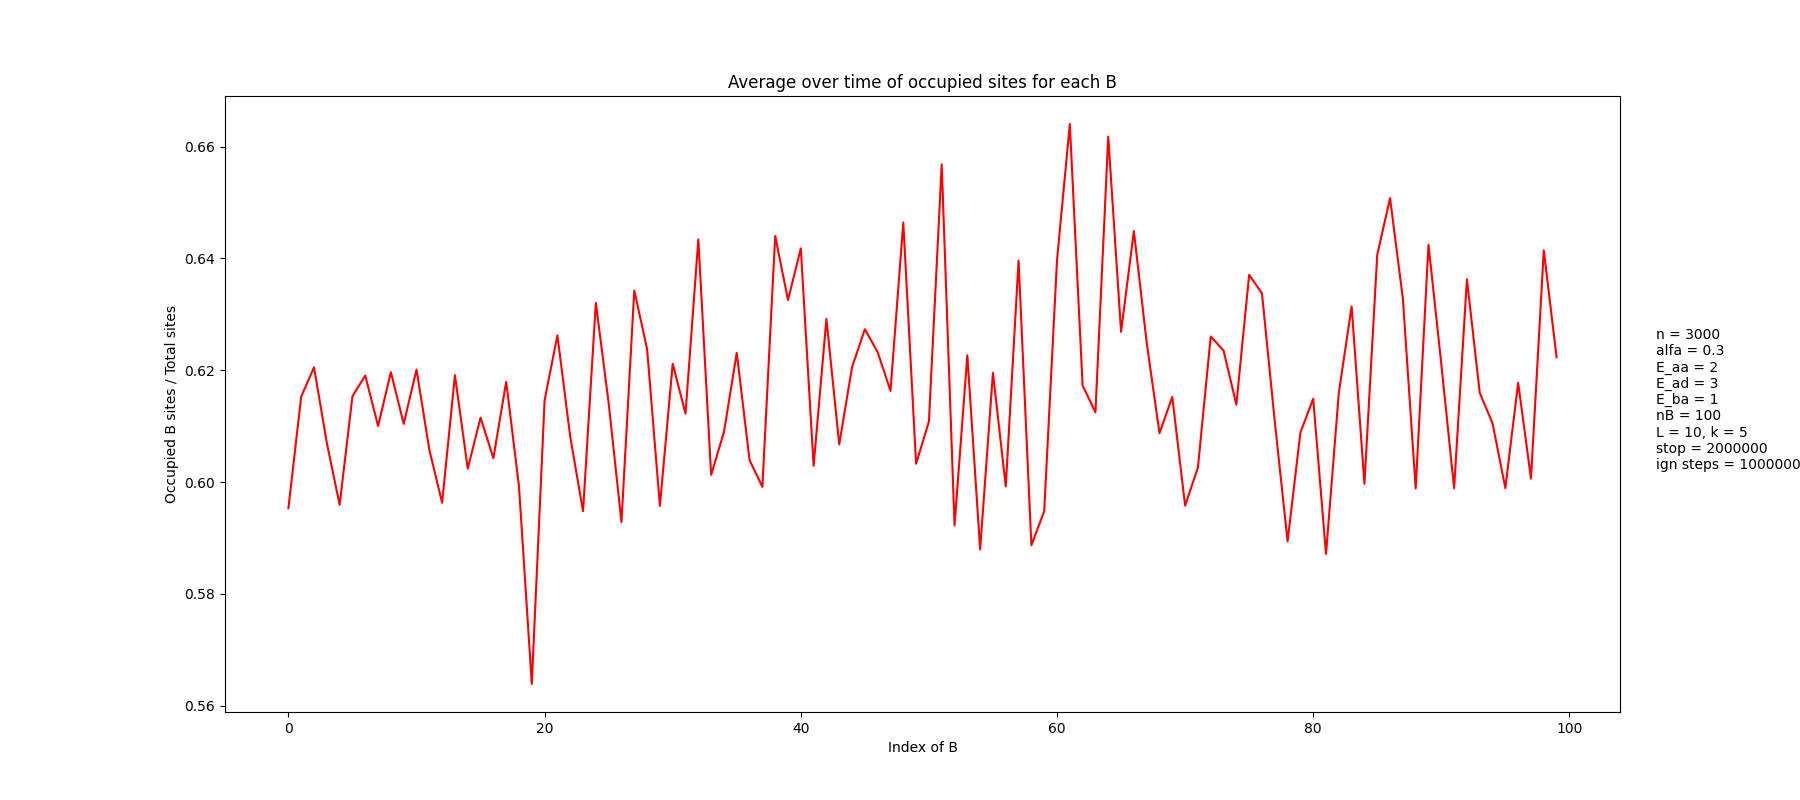 Average over time of occupied sites for each B
0.66
0.64
0.62
0.60
0.58
0.56
Occupied B sites / Total sites
0 20 40 60 80 100
Index of B
n = 3000
alfa = 0.3
E_aa = 2
E_ad = 3
E_ba = 1
nB = 100
L = 10, k = 5
stop = 2000000
ign steps = 1000000